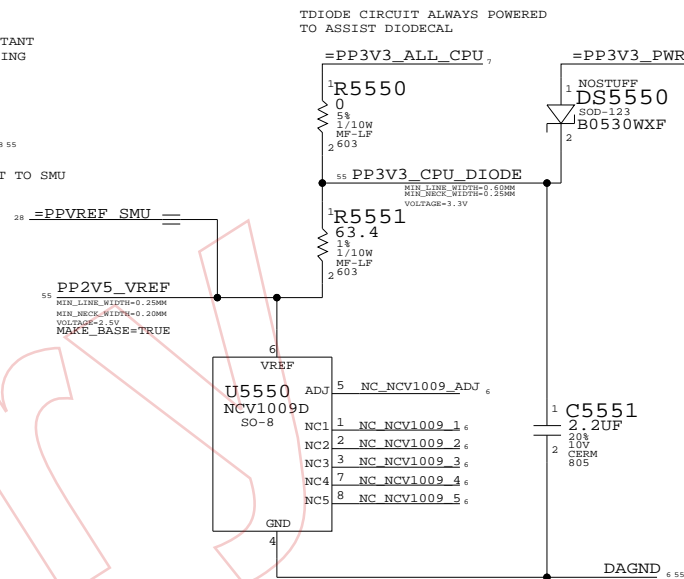 TDIODE CIRCUIT ALWAYS POWERED
TO ASSIST DIODECAL
TANT
ING
=PP3V3_ALL_CPU 7
=PP3V3_PWR
1
R5550
0
5%
1/10W
MF-LF
603
2
1
NOSTUFF
DS5550
SOD-123
B0530WXF
2
8 55
T TO SMU
55 PP3V3_CPU_DIODE
MIN_LINE_WIDTH=0.60MM
MIN_NECK_WIDTH=0.25MM
VOLTAGE=3.3V
28 =PPVREF_SMU
1
R5551
63.4
1%
1/10W
MF-LF
603
2
55 PP2V5_VREF
MIN_LINE_WIDTH=0.25MM
MIN_NECK_WIDTH=0.20MM
VOLTAGE=2.5V
MAKE_BASE=TRUE
6
VREF
U5550
NCV1009D
SO-8
ADJ 5 NC_NCV1009_ADJ 6
NC1 1 NC_NCV1009_1 6
NC2 2 NC_NCV1009_2 6
NC3 3 NC_NCV1009_3 6
NC4 7 NC_NCV1009_4 6
NC5 8 NC_NCV1009_5 6
GND
4
1
C5551
2.2UF
20%
10V
CERM
805
2
DAGND 6 55
ry